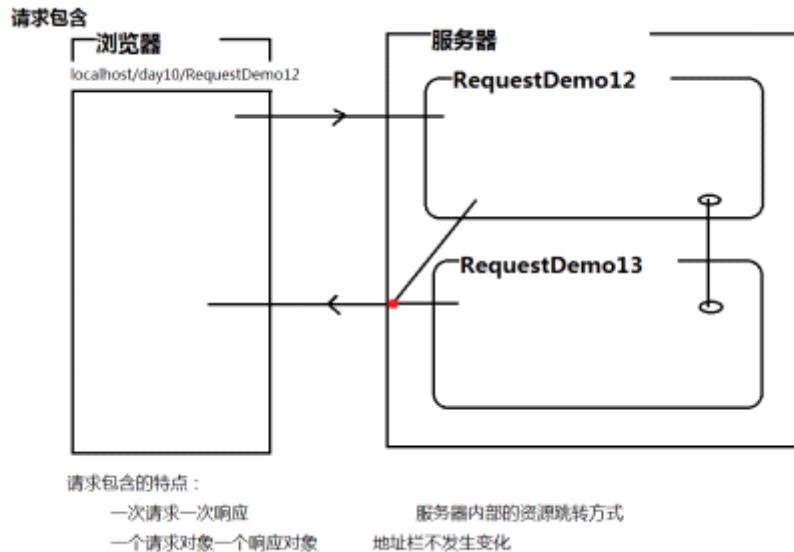 请求包含
浏览器
服务器
localhost/day10/RequestDemo12
RequestDemo12
RequestDemo13
请求包含的特点：
一次请求一次响应 服务器内部的资源跳转方式
一个请求对象一个响应对象 地址栏不发生变化